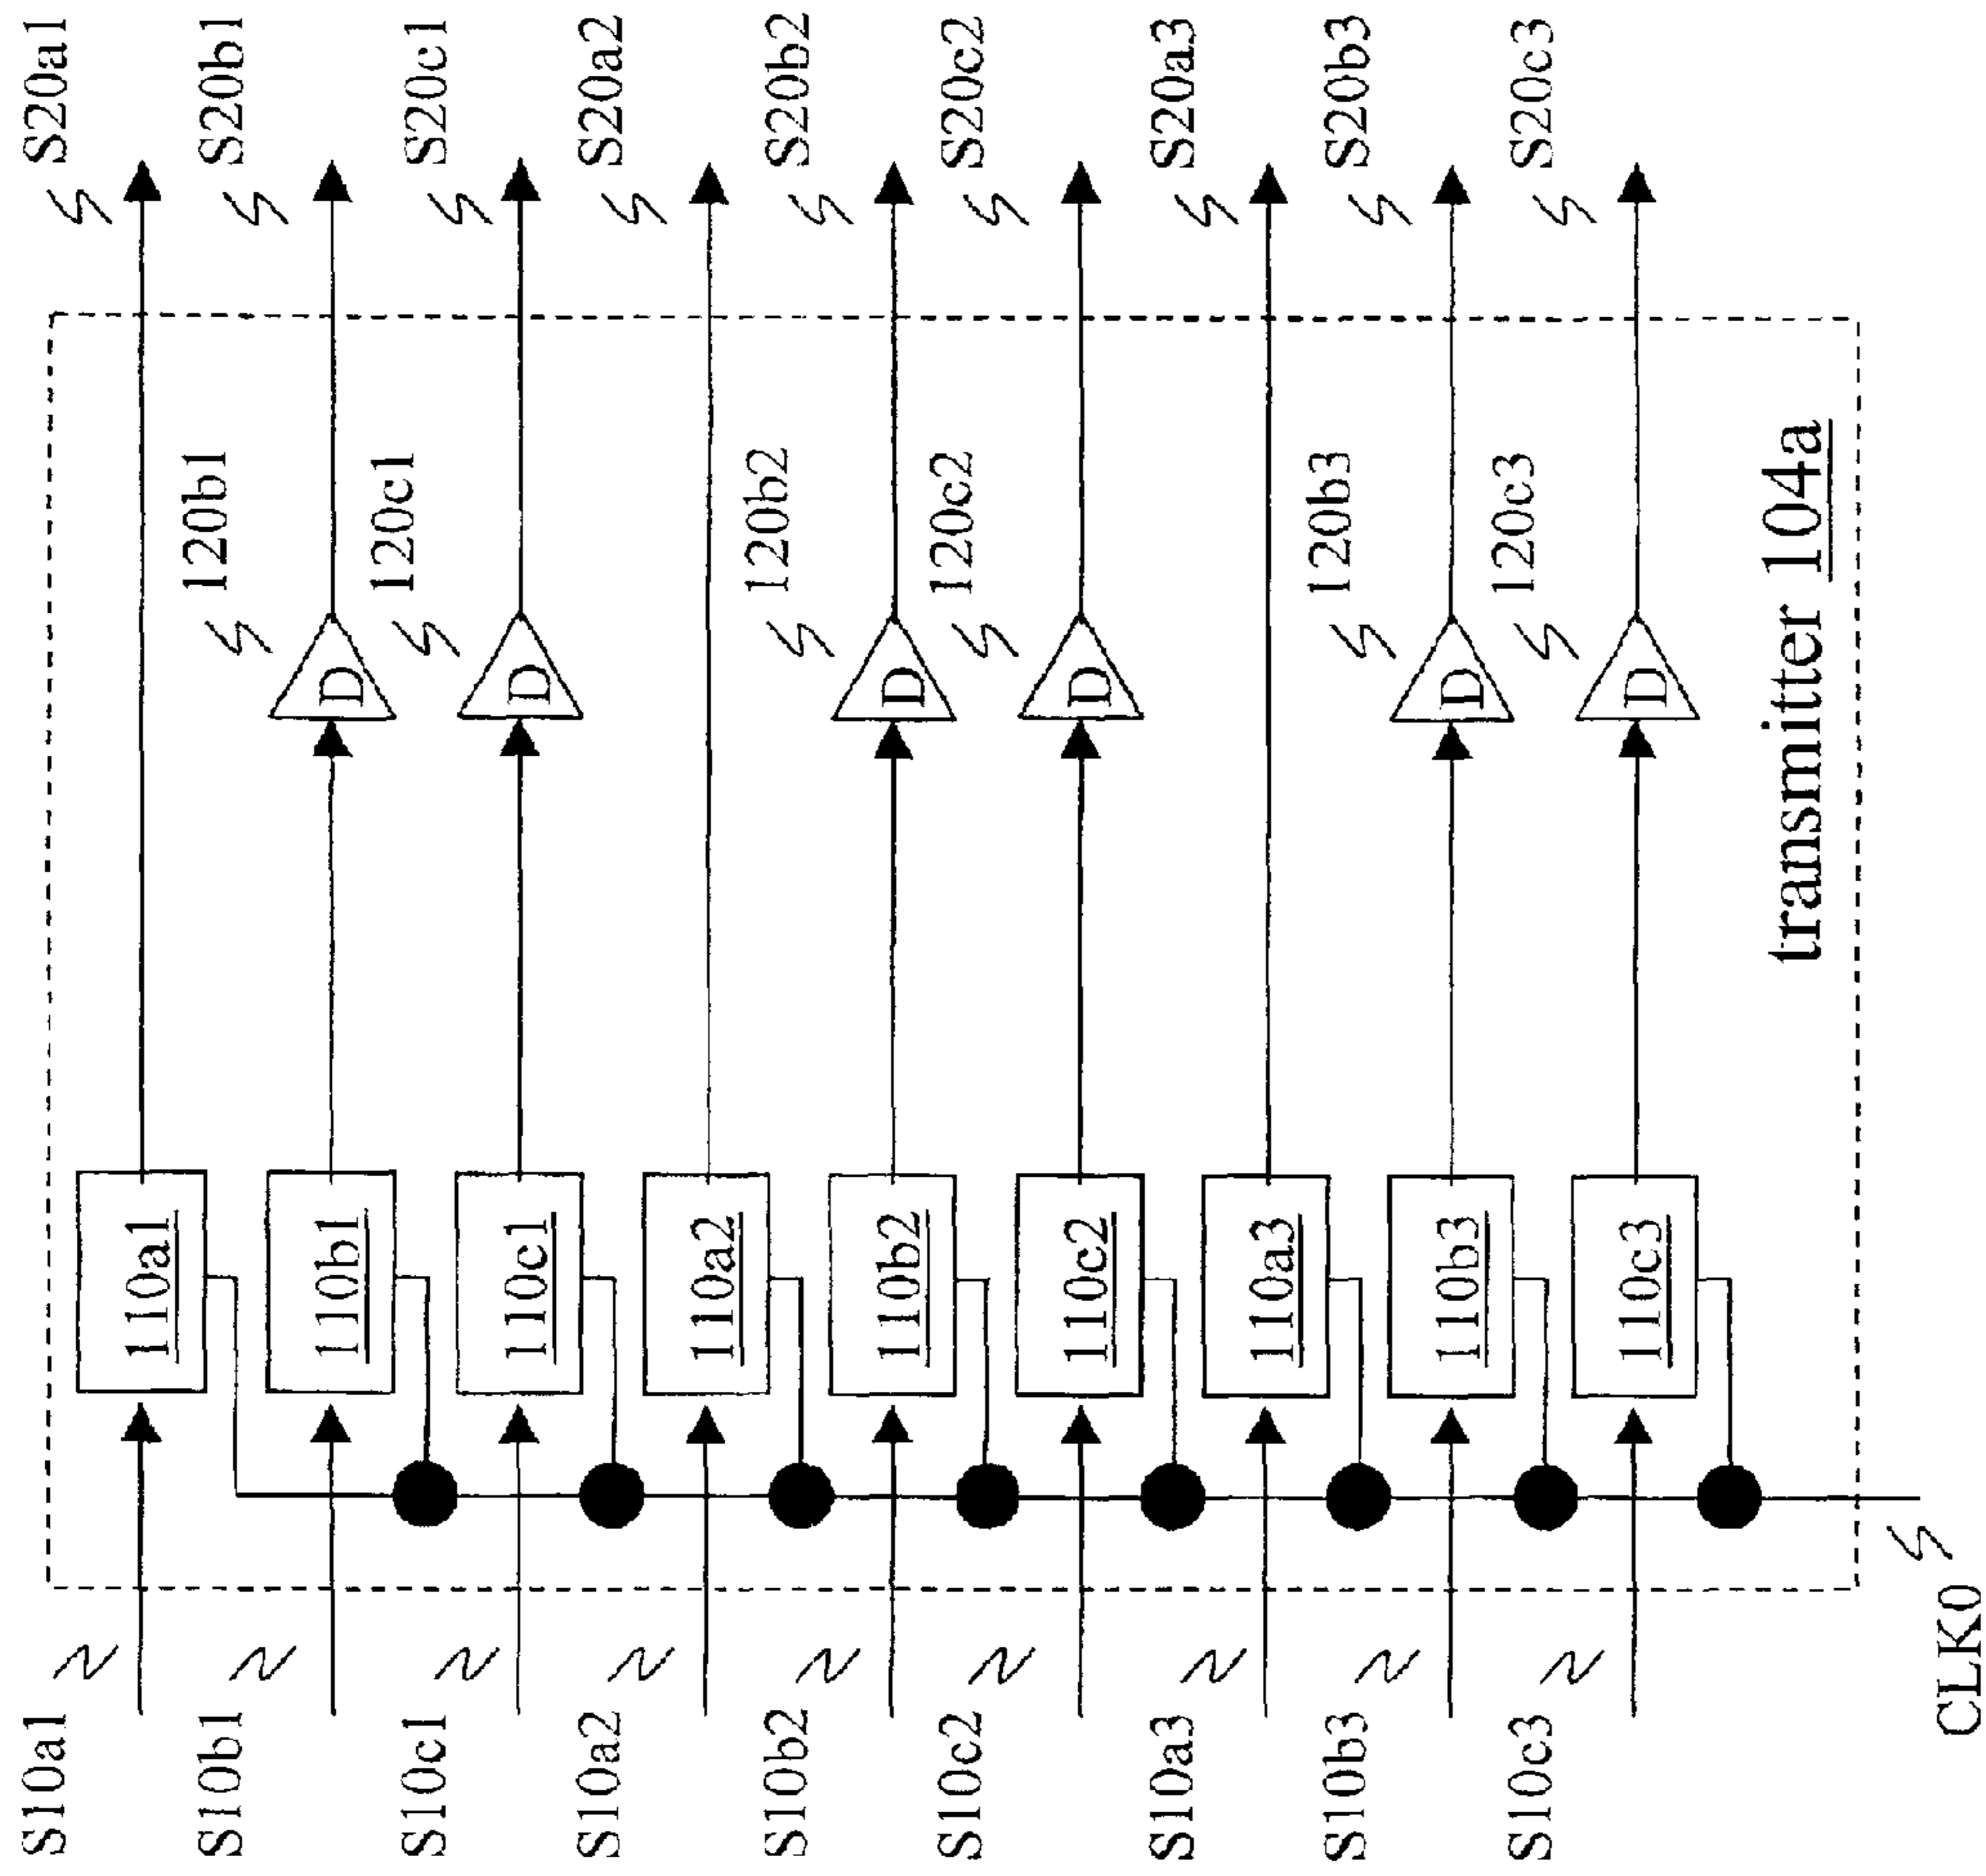 S20a1
S20b1
S20c1
S20a2
S20b2
S20c2
S20a3
S20b3
S20c3
120b1
120c1
120b2
120c2
120b3
120c3
D
D
D
D
D
D
transmitter 104a
110a1
110b1
110c1
110a2
110b2
110c2
110a3
110b3
110c3
S10a1
S10b1
S10c1
S10a2
S10b2
S10c2
S10a3
S10b3
S10c3
CLK0